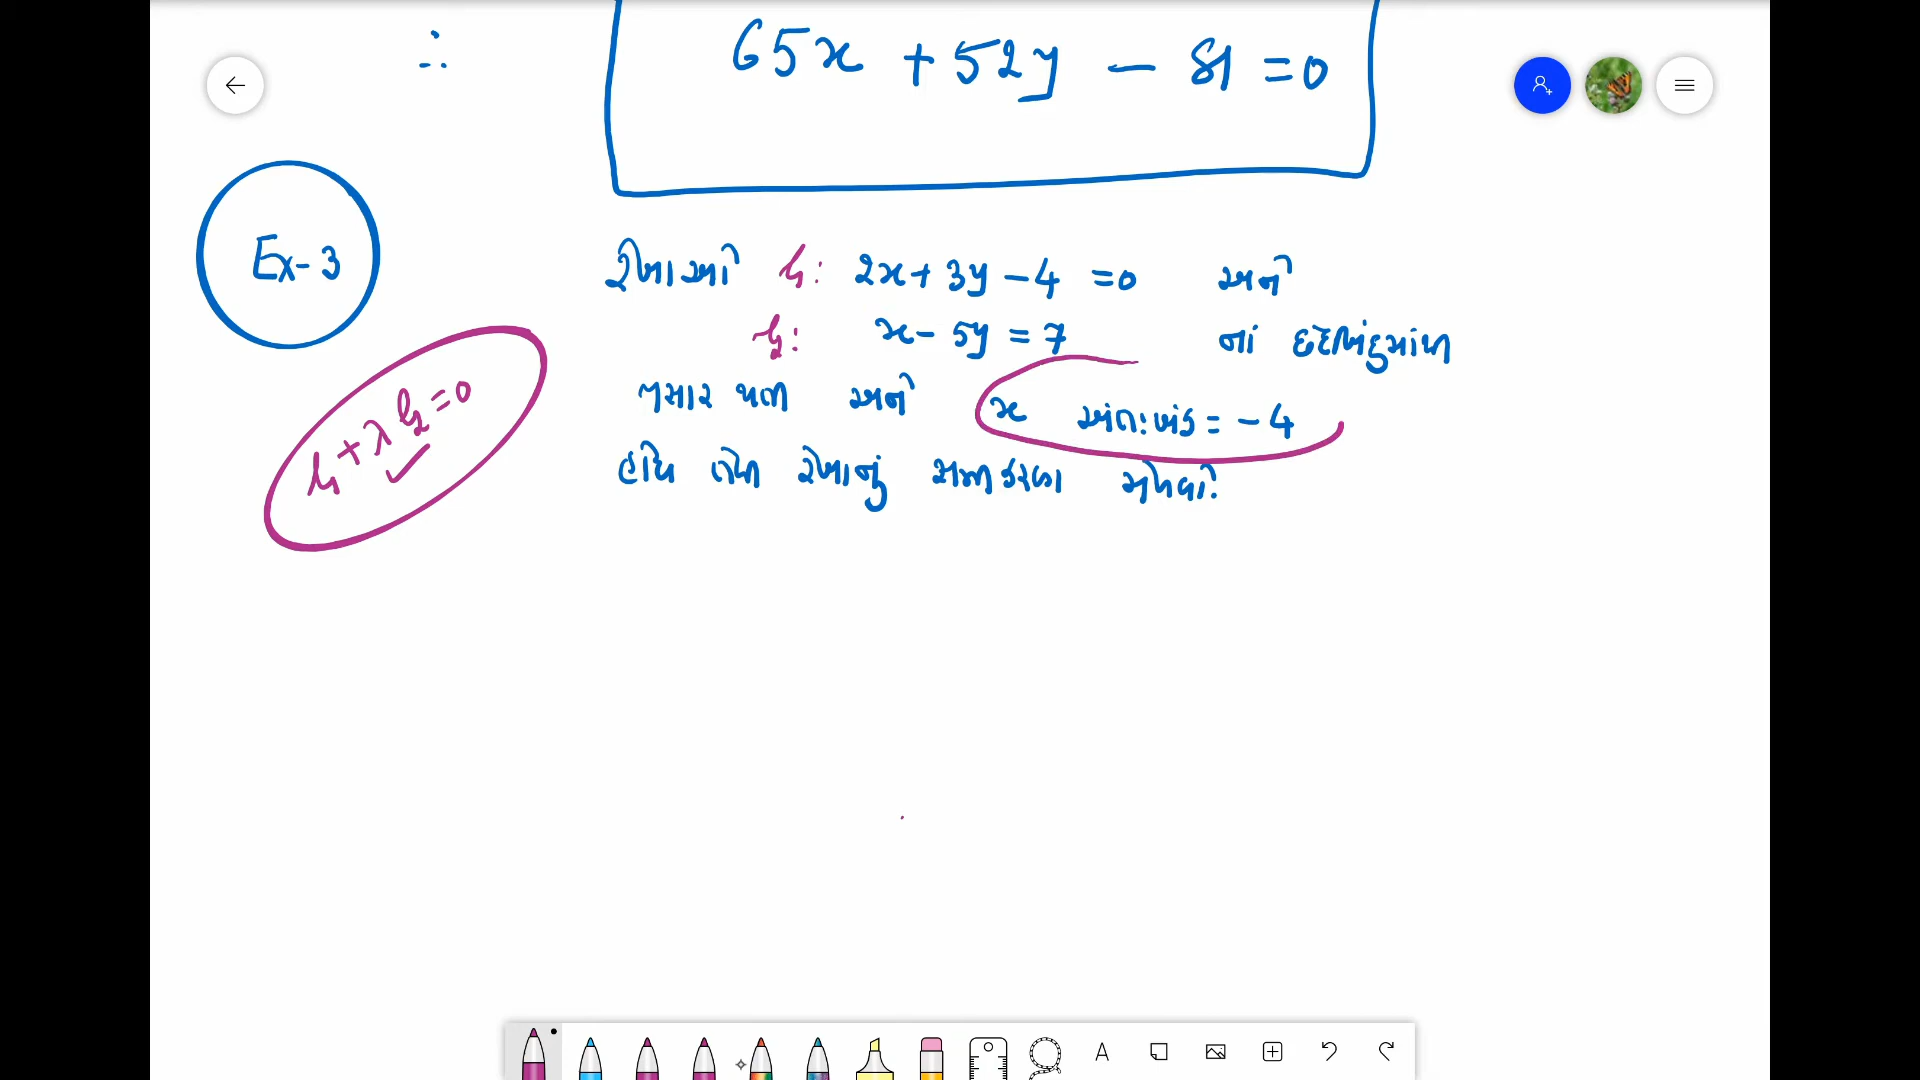 ∴ 65x + 52y - 81 = 0
Ex-3
રેખાઓ l₁: 2x + 3y - 4 = 0 અને
l₂: x - 5y = 7 નાં છેદબિંદુમાંથી
l₁ + λ l₂ = 0
પસાર થતી અને x અંતઃખંડ = -4
હોય તેવી રેખાનું સમીકરણ મેળવો.
A